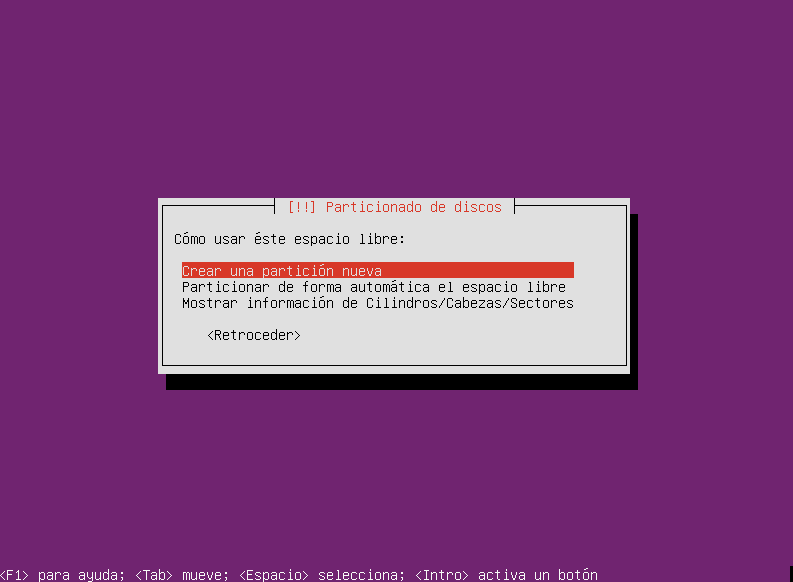 [!!] Particionado de discos
Cómo usar éste espacio libre:
Crear una partición nueva
Particionar de forma automática el espacio libre
Mostrar información de Cilindros/Cabezas/Sectores
<Retroceder>
<F1> para ayuda; <Tab> mueve; <Espacio> selecciona; <Intro> activa un botón